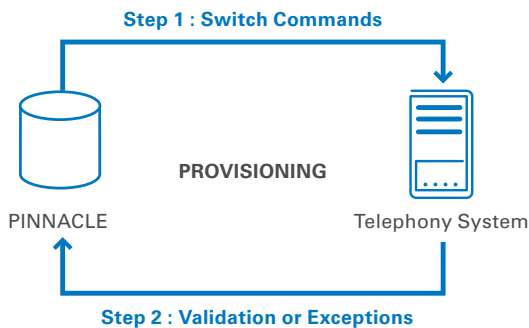 Step 1 : Switch Commands
PROVISIONING
PINNACLE
Telephony System
Step 2 : Validation or Exceptions